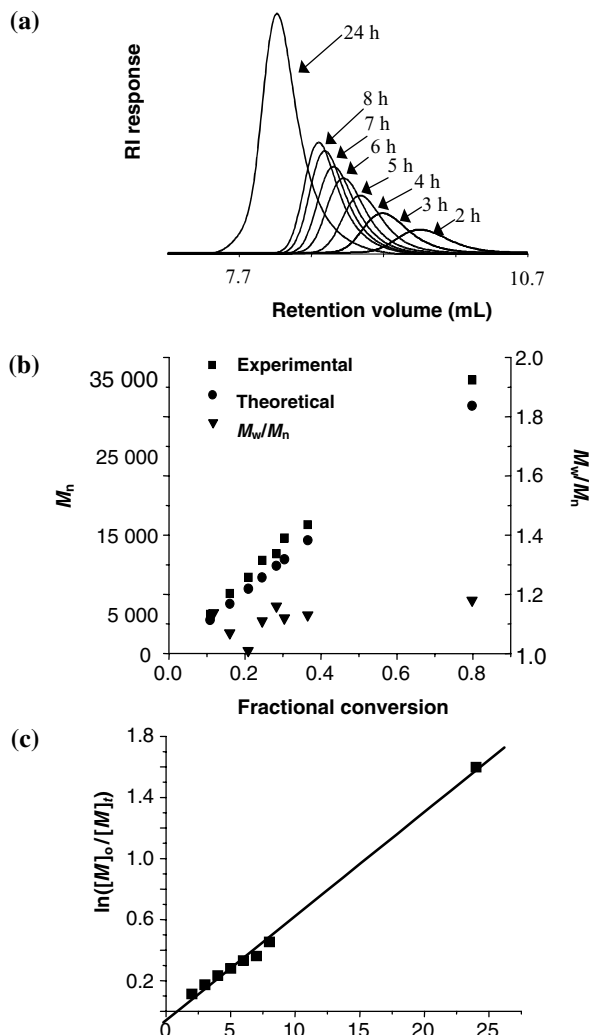 (a)
RI response
24 h
8 h
7 h
6 h
5 h
4 h
3 h
2 h
7.7
10.7
Retention volume (mL)
(b)
Experimental
Theoretical
Mw/Mn
Mn
35 000
25 000
15 000
5 000
0
2.0
1.8
1.6
1.4
1.2
1.0
Mw/Mn
0.0
0.2
0.4
0.6
0.8
Fractional conversion
(c)
ln([M]o/[M]t)
1.8
1.4
1.0
0.6
0.2
0
5
10
15
20
25